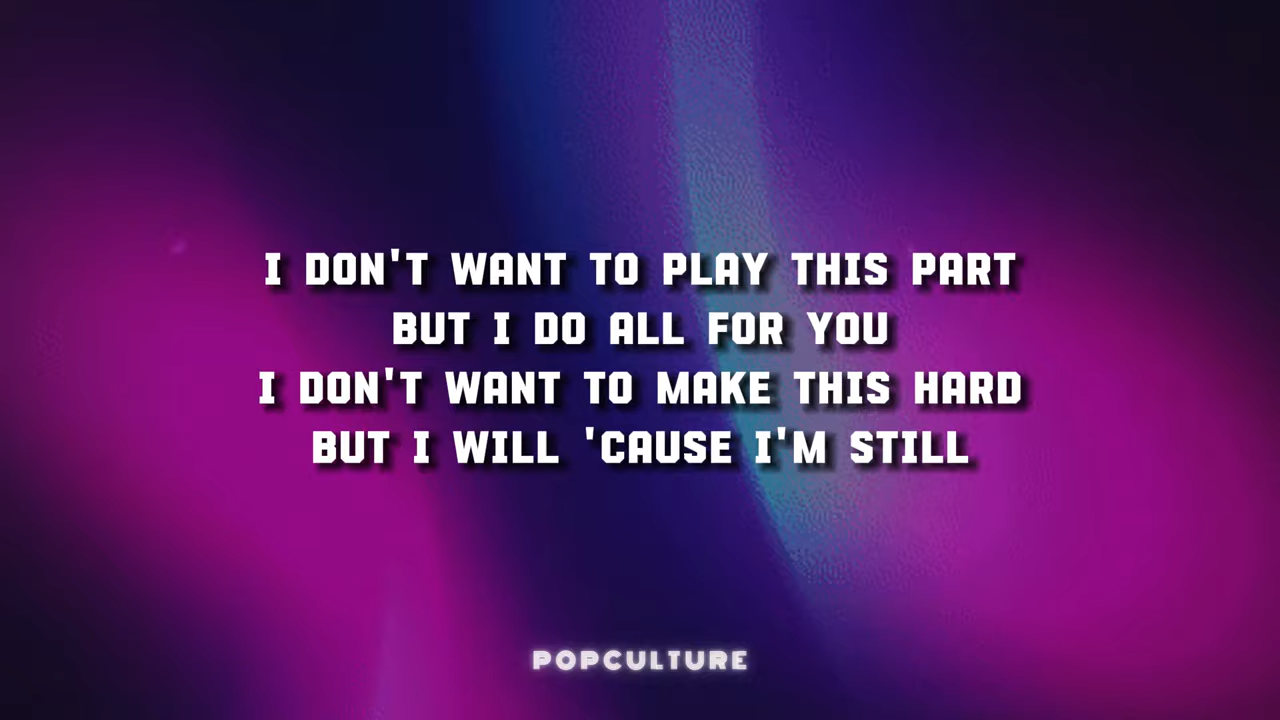 I DON'T WANT TO PLAY THIS PART
BUT I DO ALL FOR YOU
I DON'T WANT TO MAKE THIS HARD
BUT I WILL 'CAUSE I'M STILL
POPCULTURE